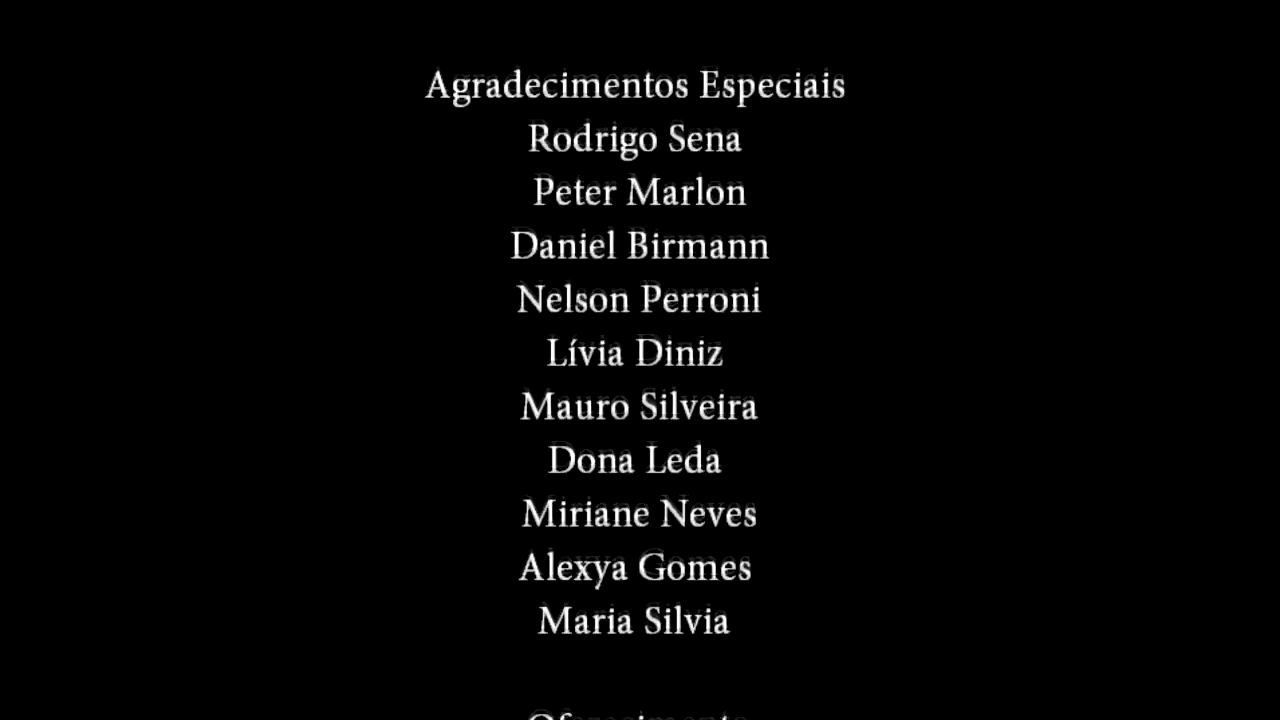 Agradecimentos Especiais
Rodrigo Sena
Peter Marlon
Daniel Birmann
Nelson Perroni
Lívia Diniz
Mauro Silveira
Dona Leda
Miriane Neves
Alexya Gomes
Maria Silvia